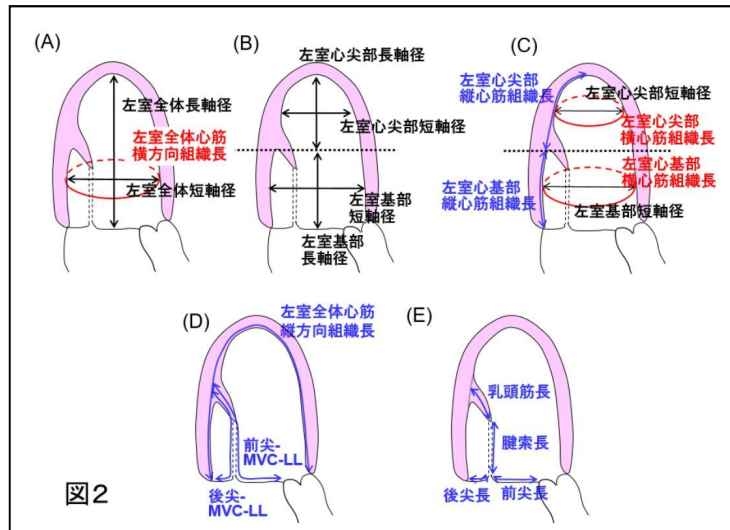 (A)
左室全体長軸径
左室全体心筋
横方向組織長
左室全体短軸径
(B)
左室心尖部長軸径
左室心尖部短軸径
左室基部
短軸径
左室基部
長軸径
(C)
左室心尖部
縦心筋組織長
左室心尖部短軸径
左室心尖部
横心筋組織長
左室心基部
横心筋組織長
左室心基部
縦心筋組織長
左室基部短軸径
(D)
左室全体心筋
縦方向組織長
前尖-
MVC-LL
後尖-
MVC-LL
(E)
乳頭筋長
腱索長
後尖長
前尖長
図2